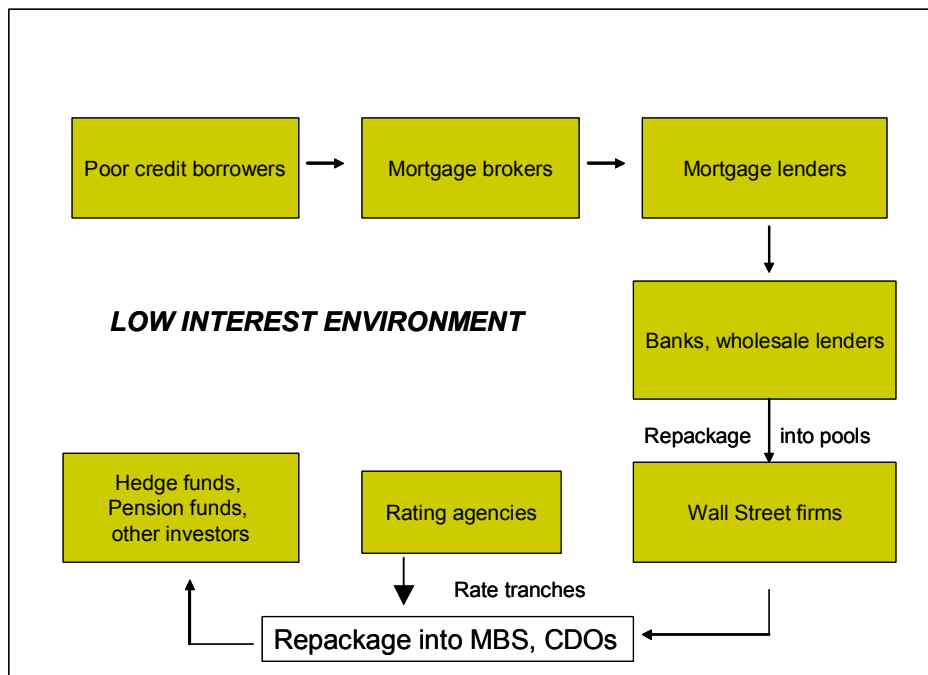 Poor credit borrowers
Mortgage brokers
Mortgage lenders
LOW INTEREST ENVIRONMENT
Banks, wholesale lenders
Repackage into pools
Hedge funds,
Pension funds,
other investors
Rating agencies
Wall Street firms
Rate tranches
Repackage into MBS, CDOs